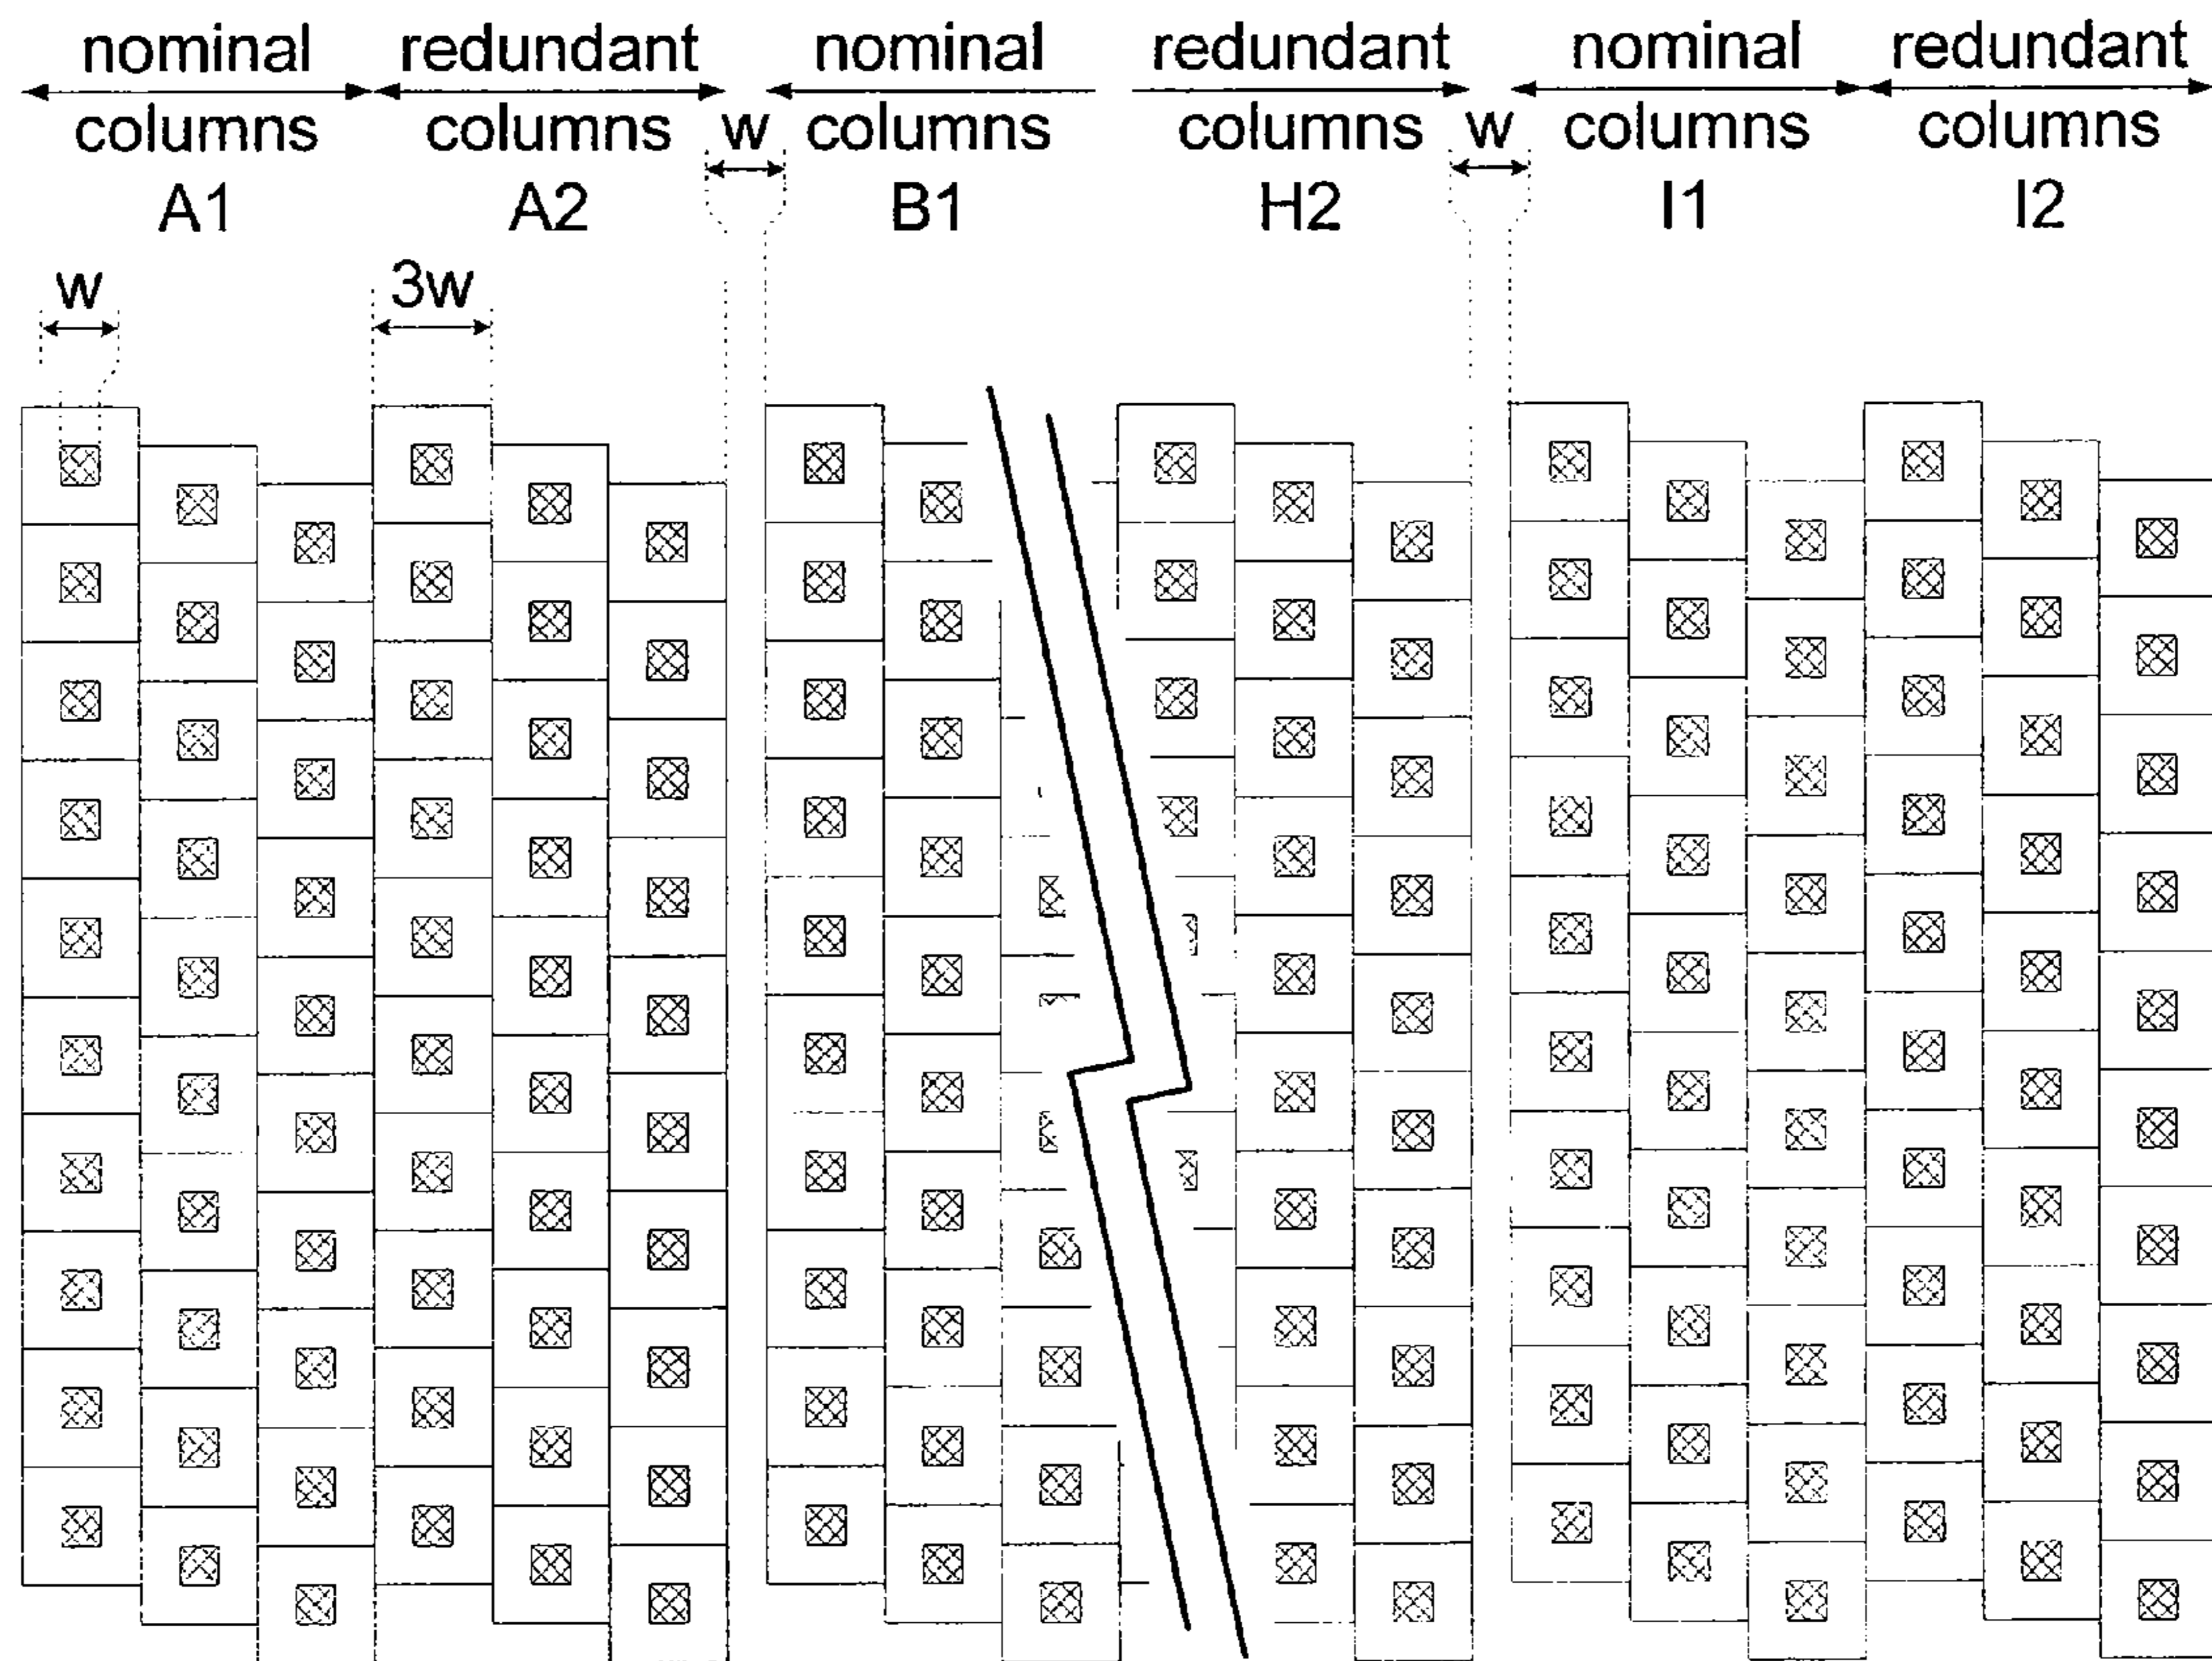 nominal redundant nominal redundant nominal redundant
columns columns w columns columns w columns columns
A1 A2 B1 H2 I1 I2
w 3w